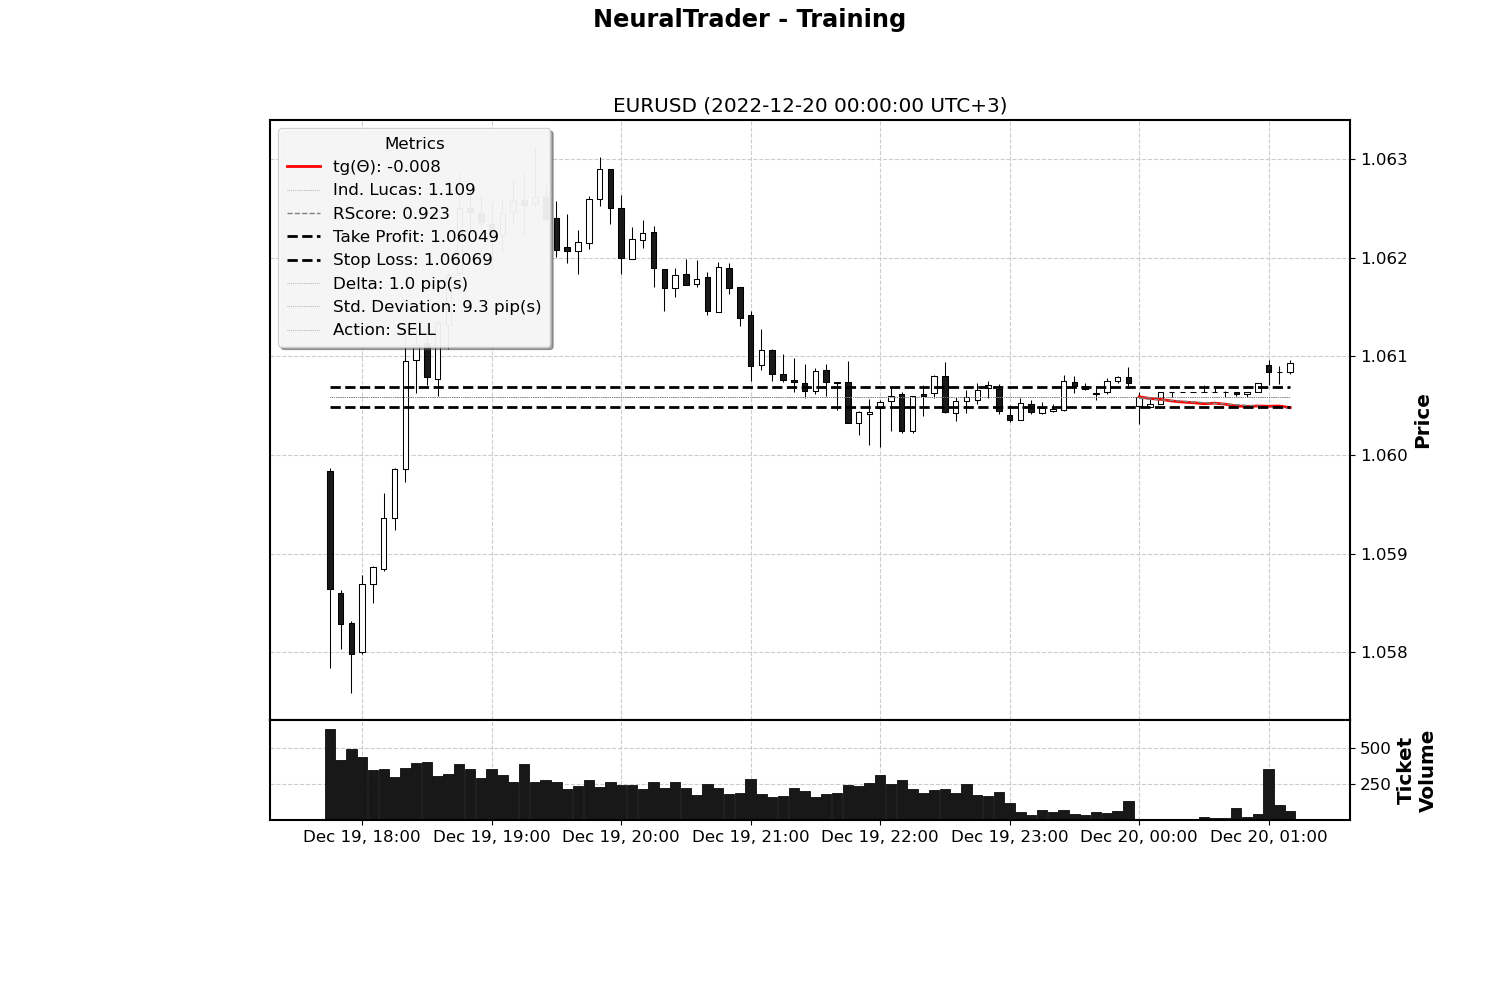 NeuralTrader - Training
EURUSD (2022-12-20 00:00:00 UTC+3)
Metrics
tg(Θ): -0.008
Ind. Lucas: 1.109
RScore: 0.923
Take Profit: 1.06049
Stop Loss: 1.06069
Delta: 1.0 pip(s)
Std. Deviation: 9.3 pip(s)
Action: SELL
1.063
1.062
1.061
1.060
1.059
1.058
Price
500
250
Ticket
Volume
Dec 19, 18:00 Dec 19, 19:00 Dec 19, 20:00 Dec 19, 21:00 Dec 19, 22:00 Dec 19, 23:00 Dec 20, 00:00 Dec 20, 01:00